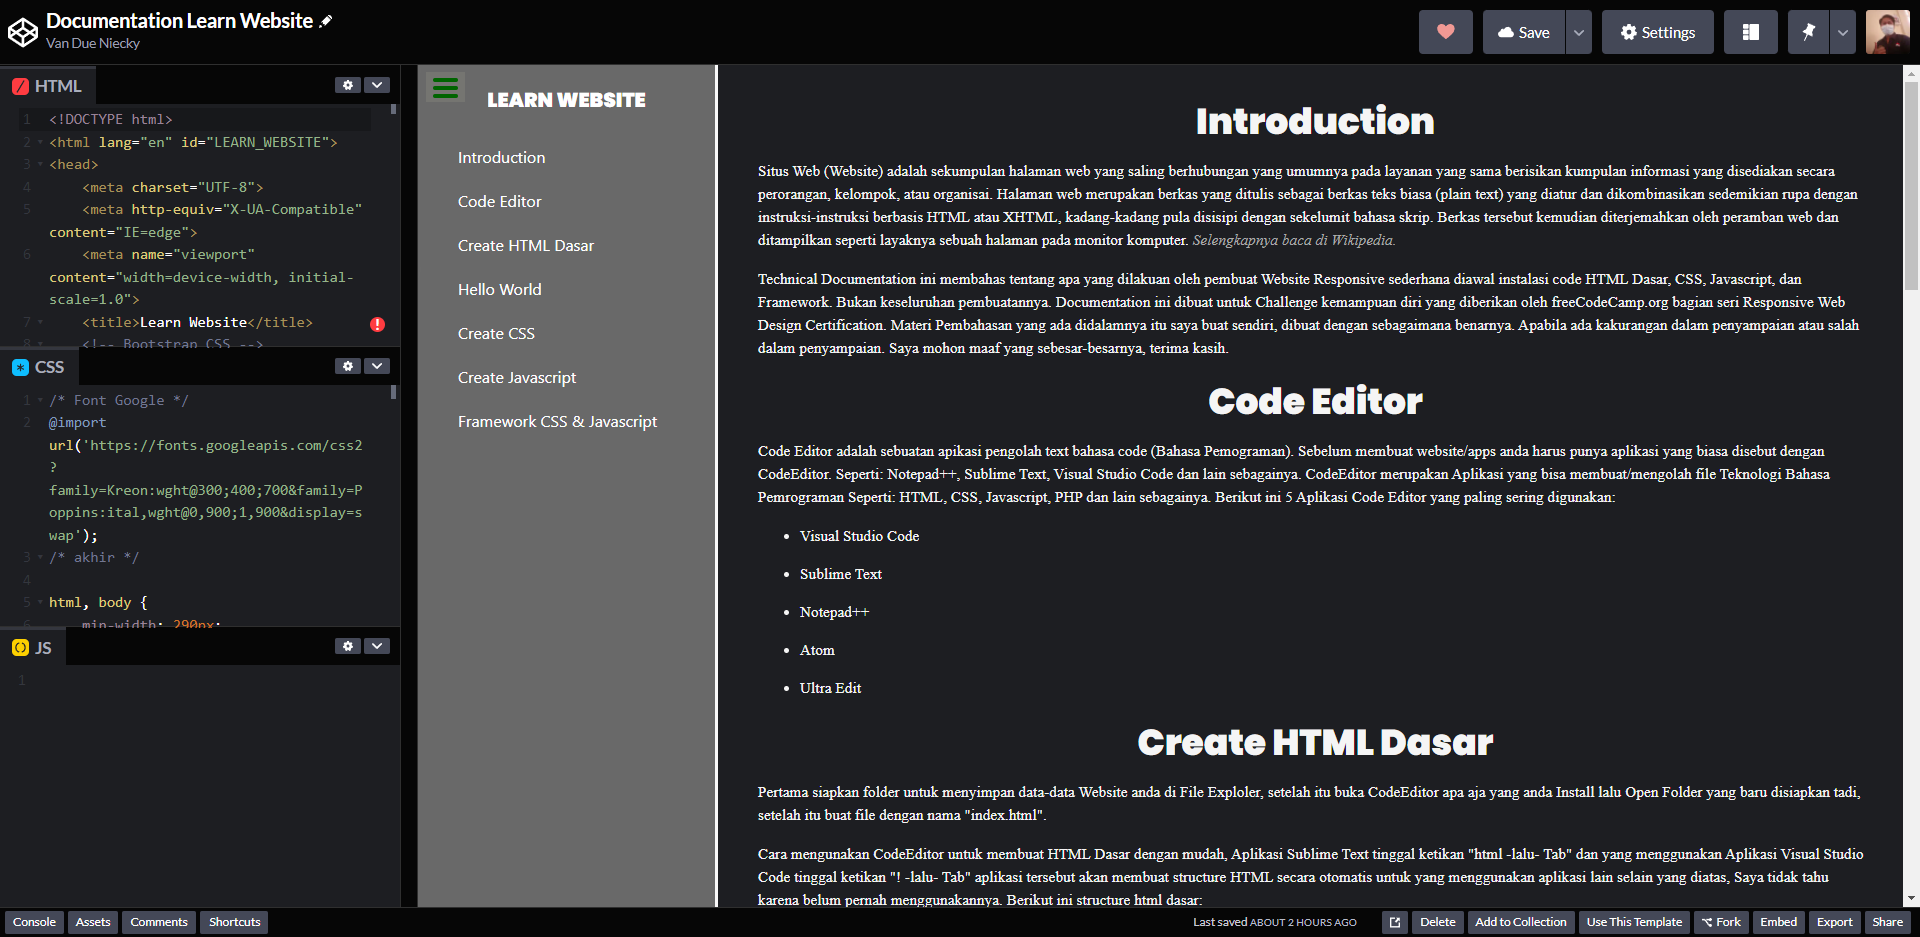 Documentation Learn Website
Van Due Niecky
Save
Settings
HTML
1 <!DOCTYPE html>
2 <html lang="en" id="LEARN_WEBSITE">
3 <head>
4 <meta charset="UTF-8">
5 <meta http-equiv="X-UA-Compatible"
content="IE=edge">
6 <meta name="viewport"
content="width=device-width, initial-
scale=1.0">
7 <title>Learn Website</title>
8 <!-- Bootstrap CSS -->
CSS
1 /* Font Google */
2 @import
url('https://fonts.googleapis.com/css2
?
family=Kreon:wght@300;400;700&family=P
oppins:ital,wght@0,900;1,900&display=s
wap');
3 /* akhir */
4
5 html, body {
6 min-width: 290px;
JS
1
LEARN WEBSITE
Introduction
Code Editor
Create HTML Dasar
Hello World
Create CSS
Create Javascript
Framework CSS & Javascript
Introduction
Situs Web (Website) adalah sekumpulan halaman web yang saling berhubungan yang umumnya pada layanan yang sama berisikan kumpulan informasi yang disediakan secara
perorangan, kelompok, atau organisasi. Halaman web merupakan berkas yang ditulis sebagai berkas teks biasa (plain text) yang diatur dan dikombinasikan sedemikian rupa dengan
instruksi-instruksi berbasis HTML atau XHTML, kadang-kadang pula disisipi dengan sekelumit bahasa skrip. Berkas tersebut kemudian diterjemahkan oleh peramban web dan
ditampilkan seperti layaknya sebuah halaman pada monitor komputer. Selengkapnya baca di Wikipedia.
Technical Documentation ini membahas tentang apa yang dilakuan oleh pembuat Website Responsive sederhana diawal instalasi code HTML Dasar, CSS, Javascript, dan
Framework. Bukan keseluruhan pembuatannya. Documentation ini dibuat untuk Challenge kemampuan diri yang diberikan oleh freeCodeCamp.org bagian seri Responsive Web
Design Certification. Materi Pembahasan yang ada didalamnya itu saya buat sendiri, dibuat dengan sebagaimana benarnya. Apabila ada kakurangan dalam penyampaian atau salah
dalam penyampaian. Saya mohon maaf yang sebesar-besarnya, terima kasih.
Code Editor
Code Editor adalah sebuatan apikasi pengolah text bahasa code (Bahasa Pemograman). Sebelum membuat website/apps anda harus punya aplikasi yang biasa disebut dengan
CodeEditor. Seperti: Notepad++, Sublime Text, Visual Studio Code dan lain sebagainya. CodeEditor merupakan Aplikasi yang bisa membuat/mengolah file Teknologi Bahasa
Pemrograman Seperti: HTML, CSS, Javascript, PHP dan lain sebagainya. Berikut ini 5 Aplikasi Code Editor yang paling sering digunakan:
• Visual Studio Code
• Sublime Text
• Notepad++
• Atom
• Ultra Edit
Create HTML Dasar
Pertama siapkan folder untuk menyimpan data-data Website anda di File Exploler, setelah itu buka CodeEditor apa aja yang anda Install lalu Open Folder yang baru disiapkan tadi,
setelah itu buat file dengan nama "index.html".
Cara mengunakan CodeEditor untuk membuat HTML Dasar dengan mudah, Aplikasi Sublime Text tinggal ketikan "html -lalu- Tab" dan yang menggunakan Aplikasi Visual Studio
Code tinggal ketikan "! -lalu- Tab" aplikasi tersebut akan membuat structure HTML secara otomatis untuk yang menggunakan aplikasi lain selain yang diatas, Saya tidak tahu
karena belum pernah menggunakannya. Berikut ini structure html dasar:
Console
Assets
Comments
Shortcuts
Last saved ABOUT 2 HOURS AGO
Delete
Add to Collection
Use This Template
Fork
Embed
Export
Share